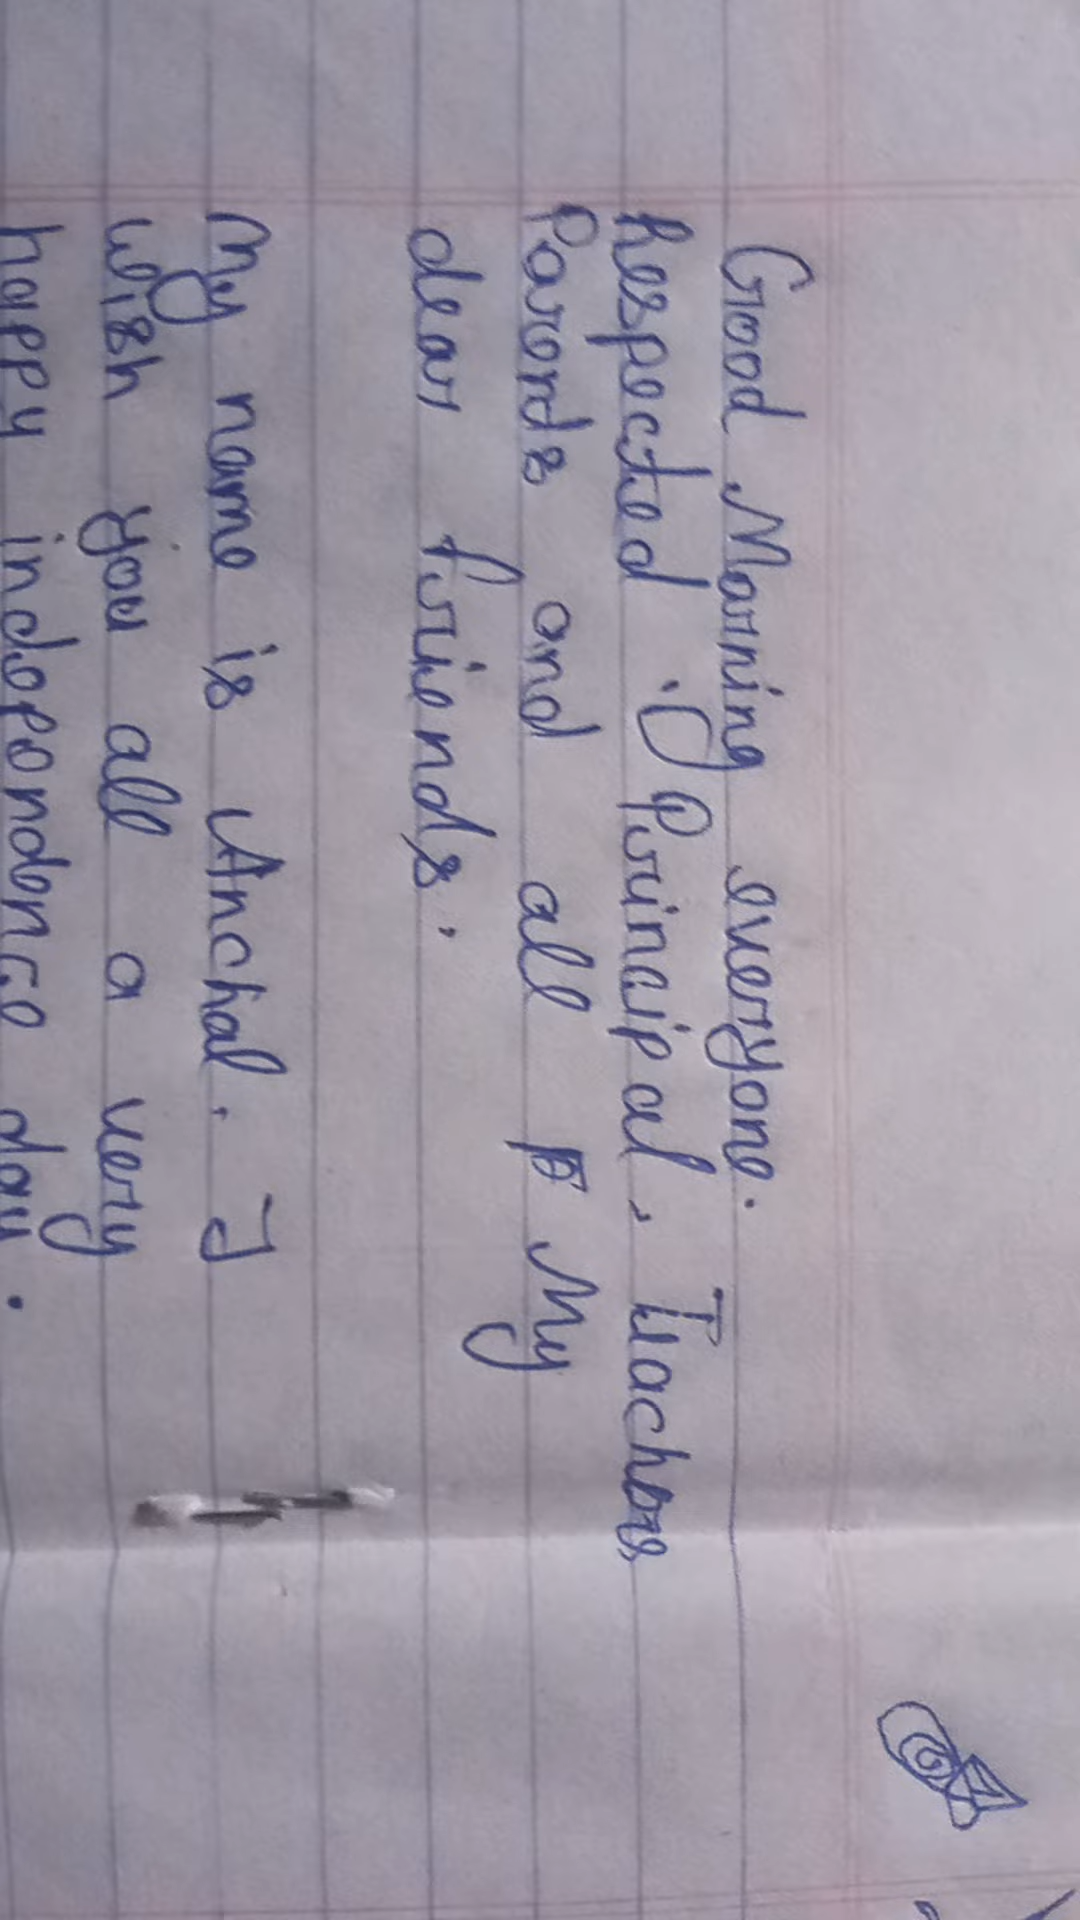 Good Morning everyone.
Respected Principal, Teachers
Parends and all My
dear friends.
My name is Anchal. I
wish you all a very
happy independence day.